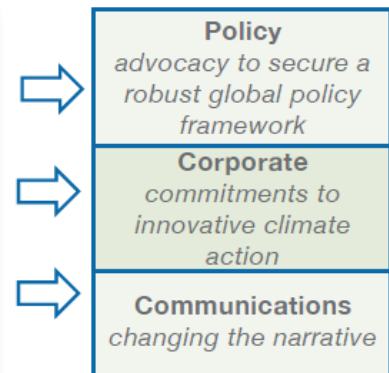 Policy
advocacy to secure a
robust global policy
framework
Corporate
commitments to
innovative climate
action
Communications
changing the narrative